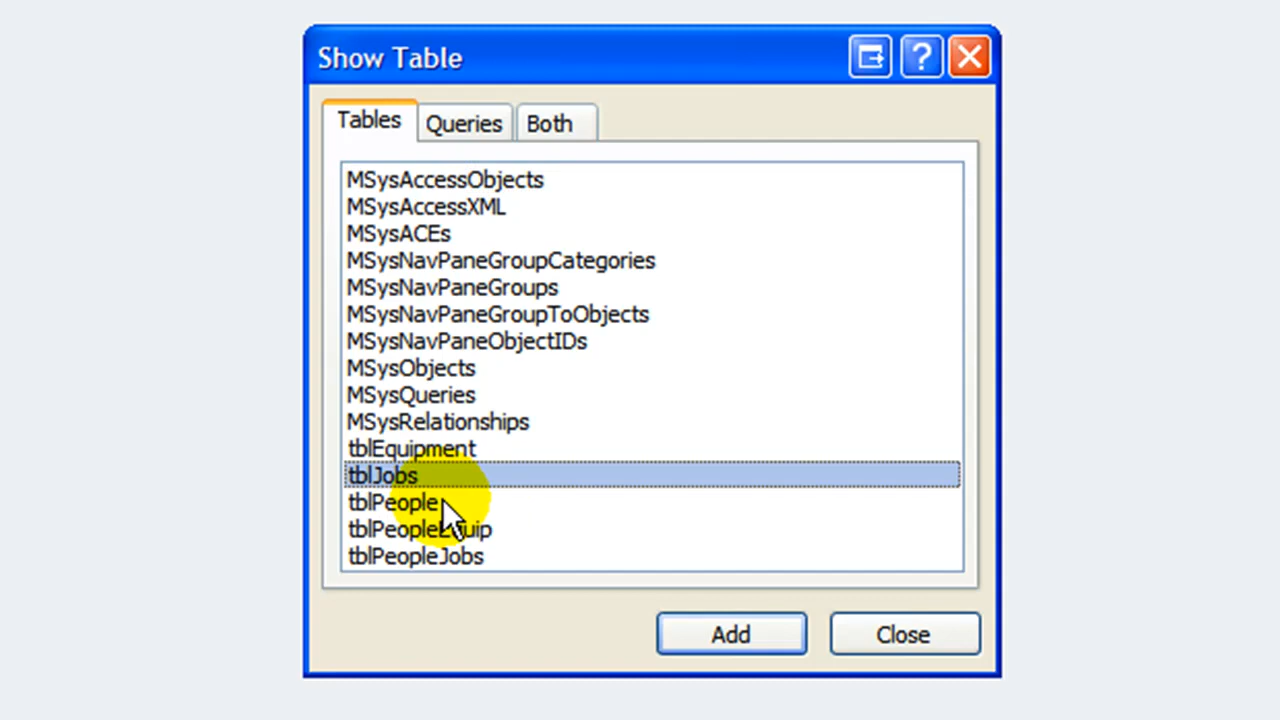 Show Table
?
Tables Queries Both
MSysAccessObjects
MSysAccessXML
MSysACEs
MSysNavPaneGroupCategories
MSysNavPaneGroups
MSysNavPaneGroupToObjects
MSysNavPaneObjectIDs
MSysObjects
MSysQueries
MSysRelationships
tblEquipment
tblJobs
tblPeople
tblPeopleEquip
tblPeopleJobs
Add Close